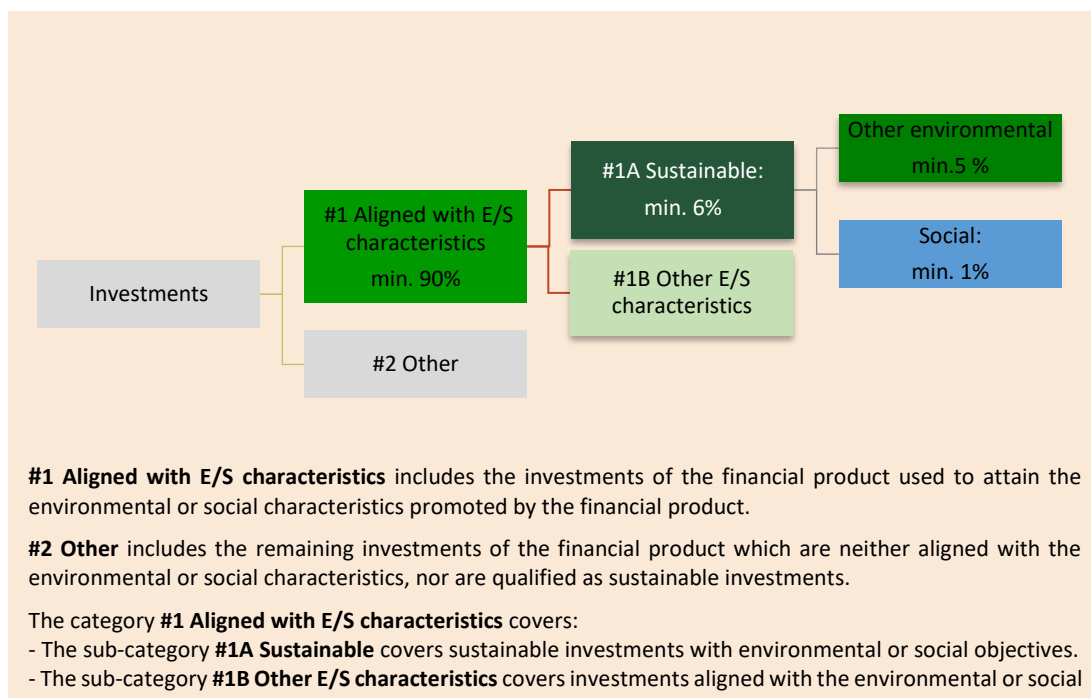 Other environmental
min.5 %
#1A Sustainable:
min. 6%
#1 Aligned with E/S
characteristics
min. 90%
Social:
min. 1%
Investments
#1B Other E/S
characteristics
#2 Other
#1 Aligned with E/S characteristics includes the investments of the financial product used to attain the
environmental or social characteristics promoted by the financial product.
#2 Other includes the remaining investments of the financial product which are neither aligned with the
environmental or social characteristics, nor are qualified as sustainable investments.
The category #1 Aligned with E/S characteristics covers:
- The sub-category #1A Sustainable covers sustainable investments with environmental or social objectives.
- The sub-category #1B Other E/S characteristics covers investments aligned with the environmental or social